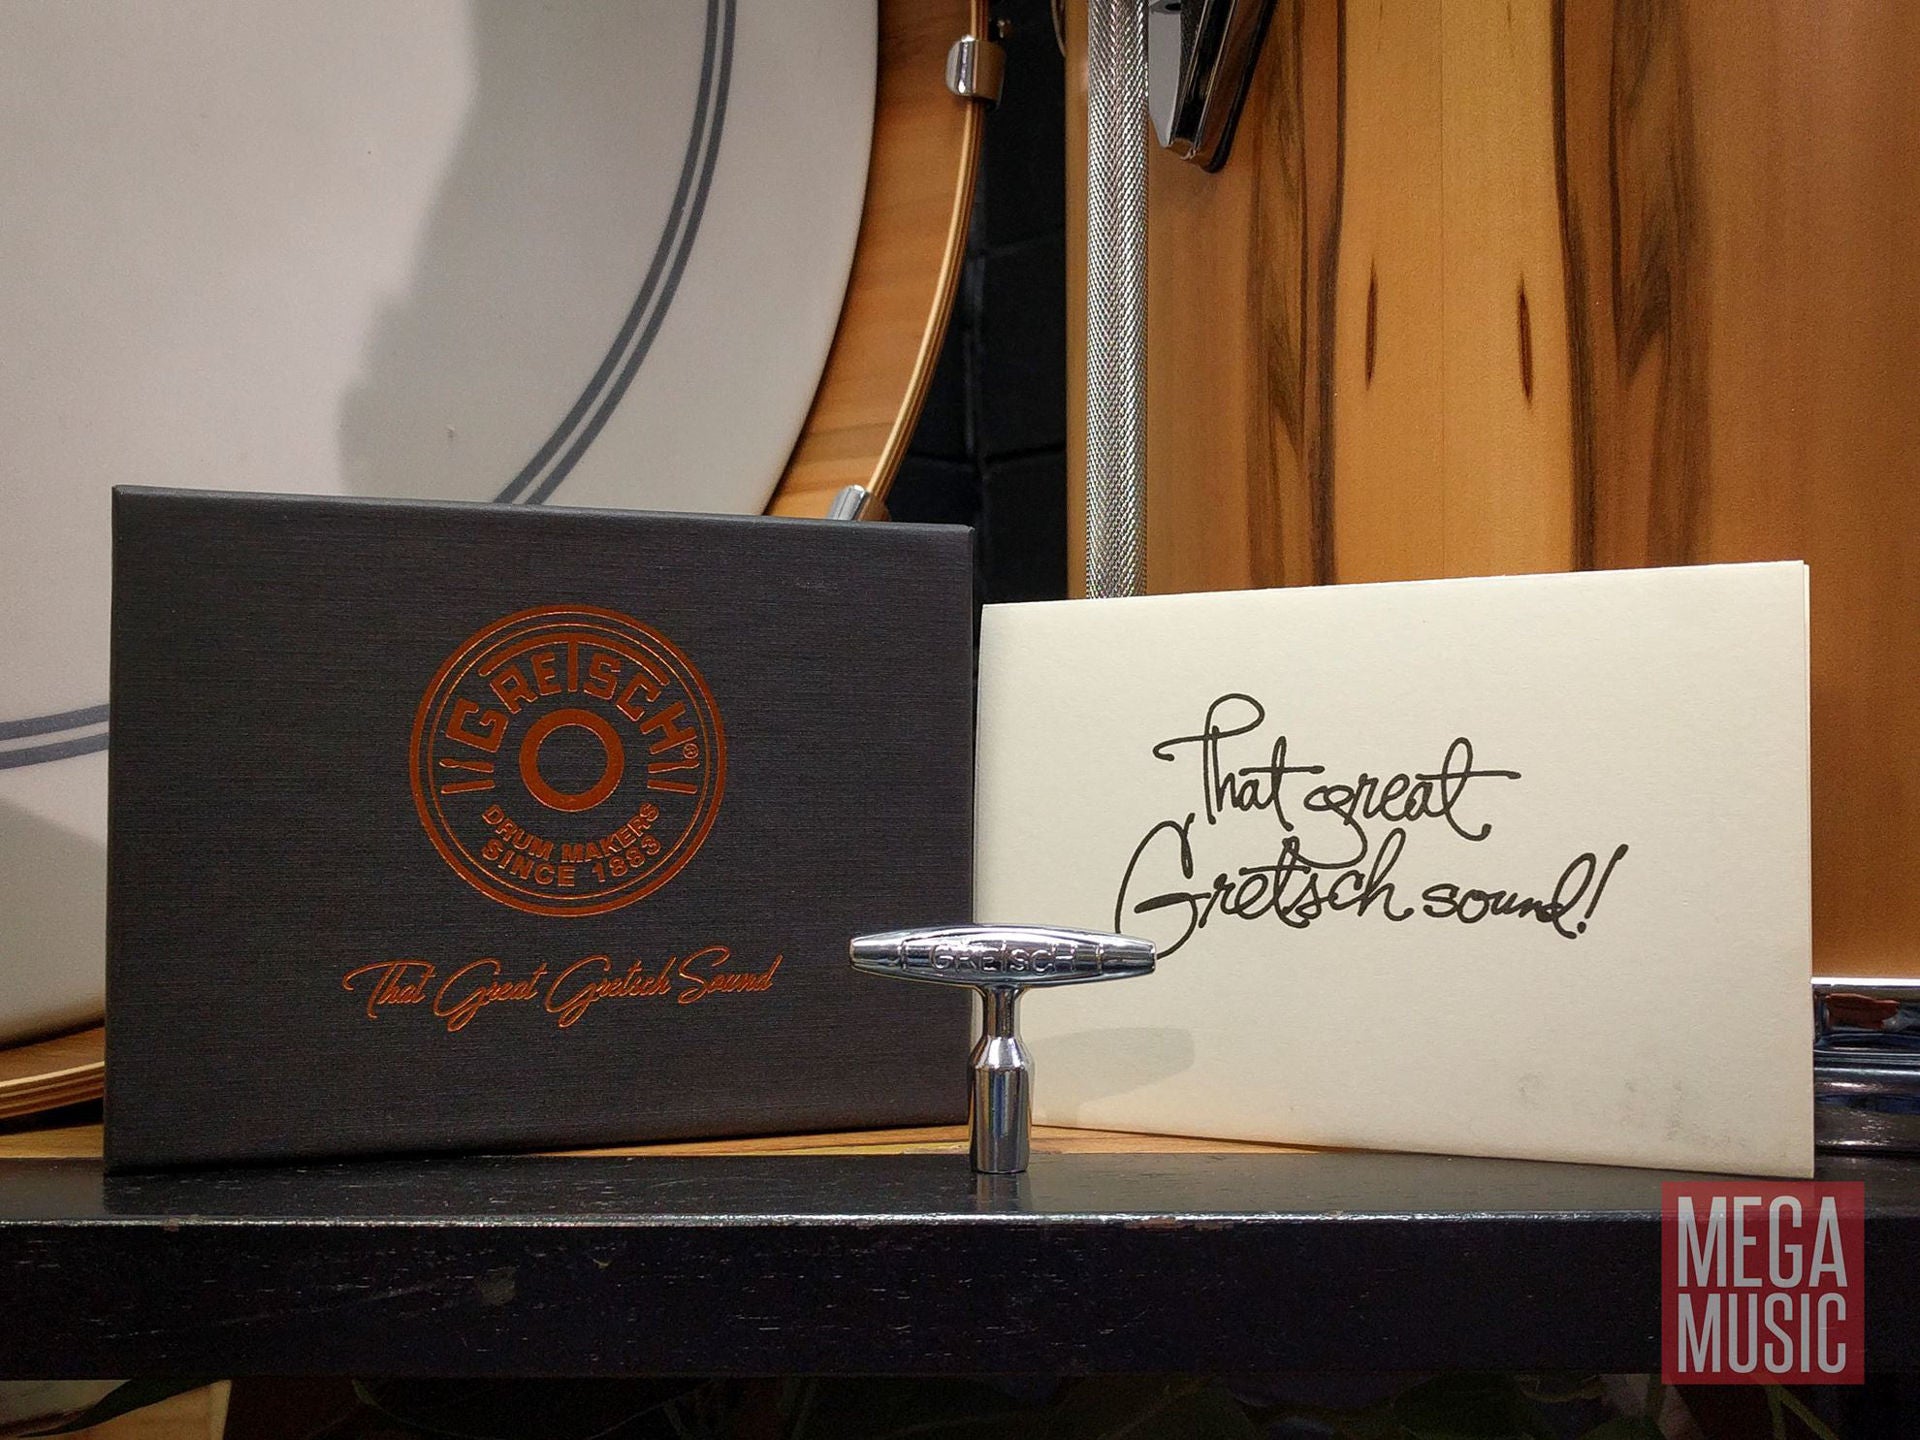 GRETSCH®
DRUM MAKERS
SINCE 1883
That Great Gretsch Sound
That great
Gretsch sound!
GRETSCH
MEGA
MUSIC